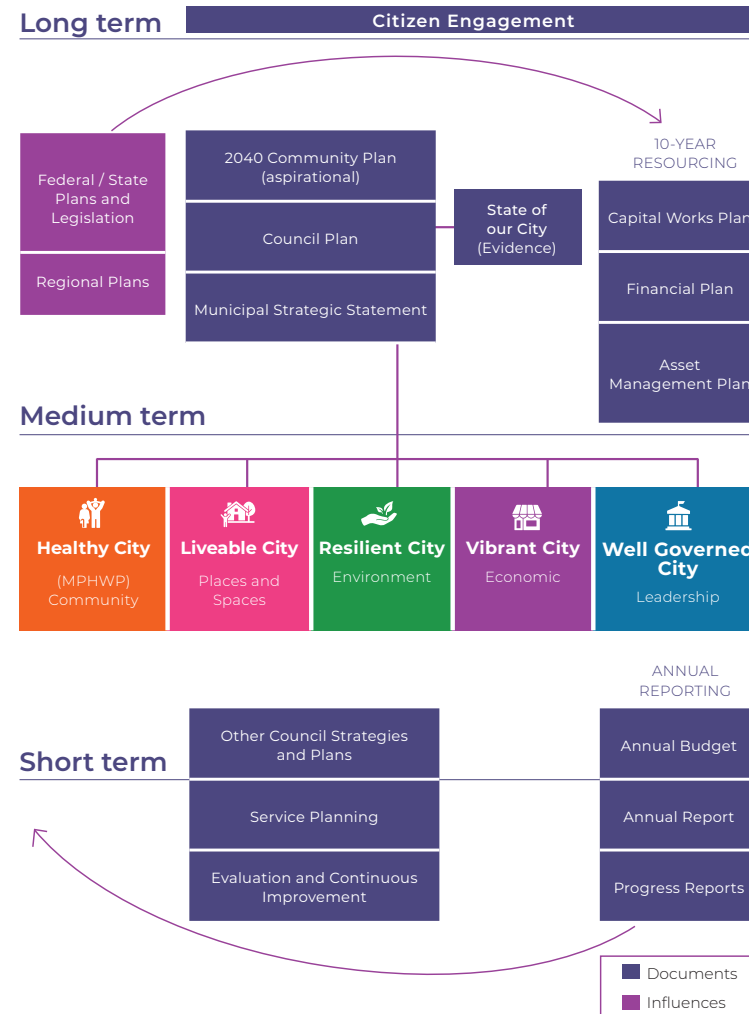 Long term
Citizen Engagement
Federal / State
Plans and
Legislation
Regional Plans
2040 Community Plan
(aspirational)
Council Plan
Municipal Strategic Statement
State of
our City
(Evidence)
10-YEAR
RESOURCING
Capital Works Plan
Financial Plan
Asset
Management Plan
Medium term
Healthy City
(MPHWP)
Community
Liveable City
Places and
Spaces
Resilient City
Environment
Vibrant City
Economic
Well Governed
City
Leadership
Short term
Other Council Strategies
and Plans
Service Planning
Evaluation and Continuous
Improvement
ANNUAL
REPORTING
Annual Budget
Annual Report
Progress Reports
Documents
Influences